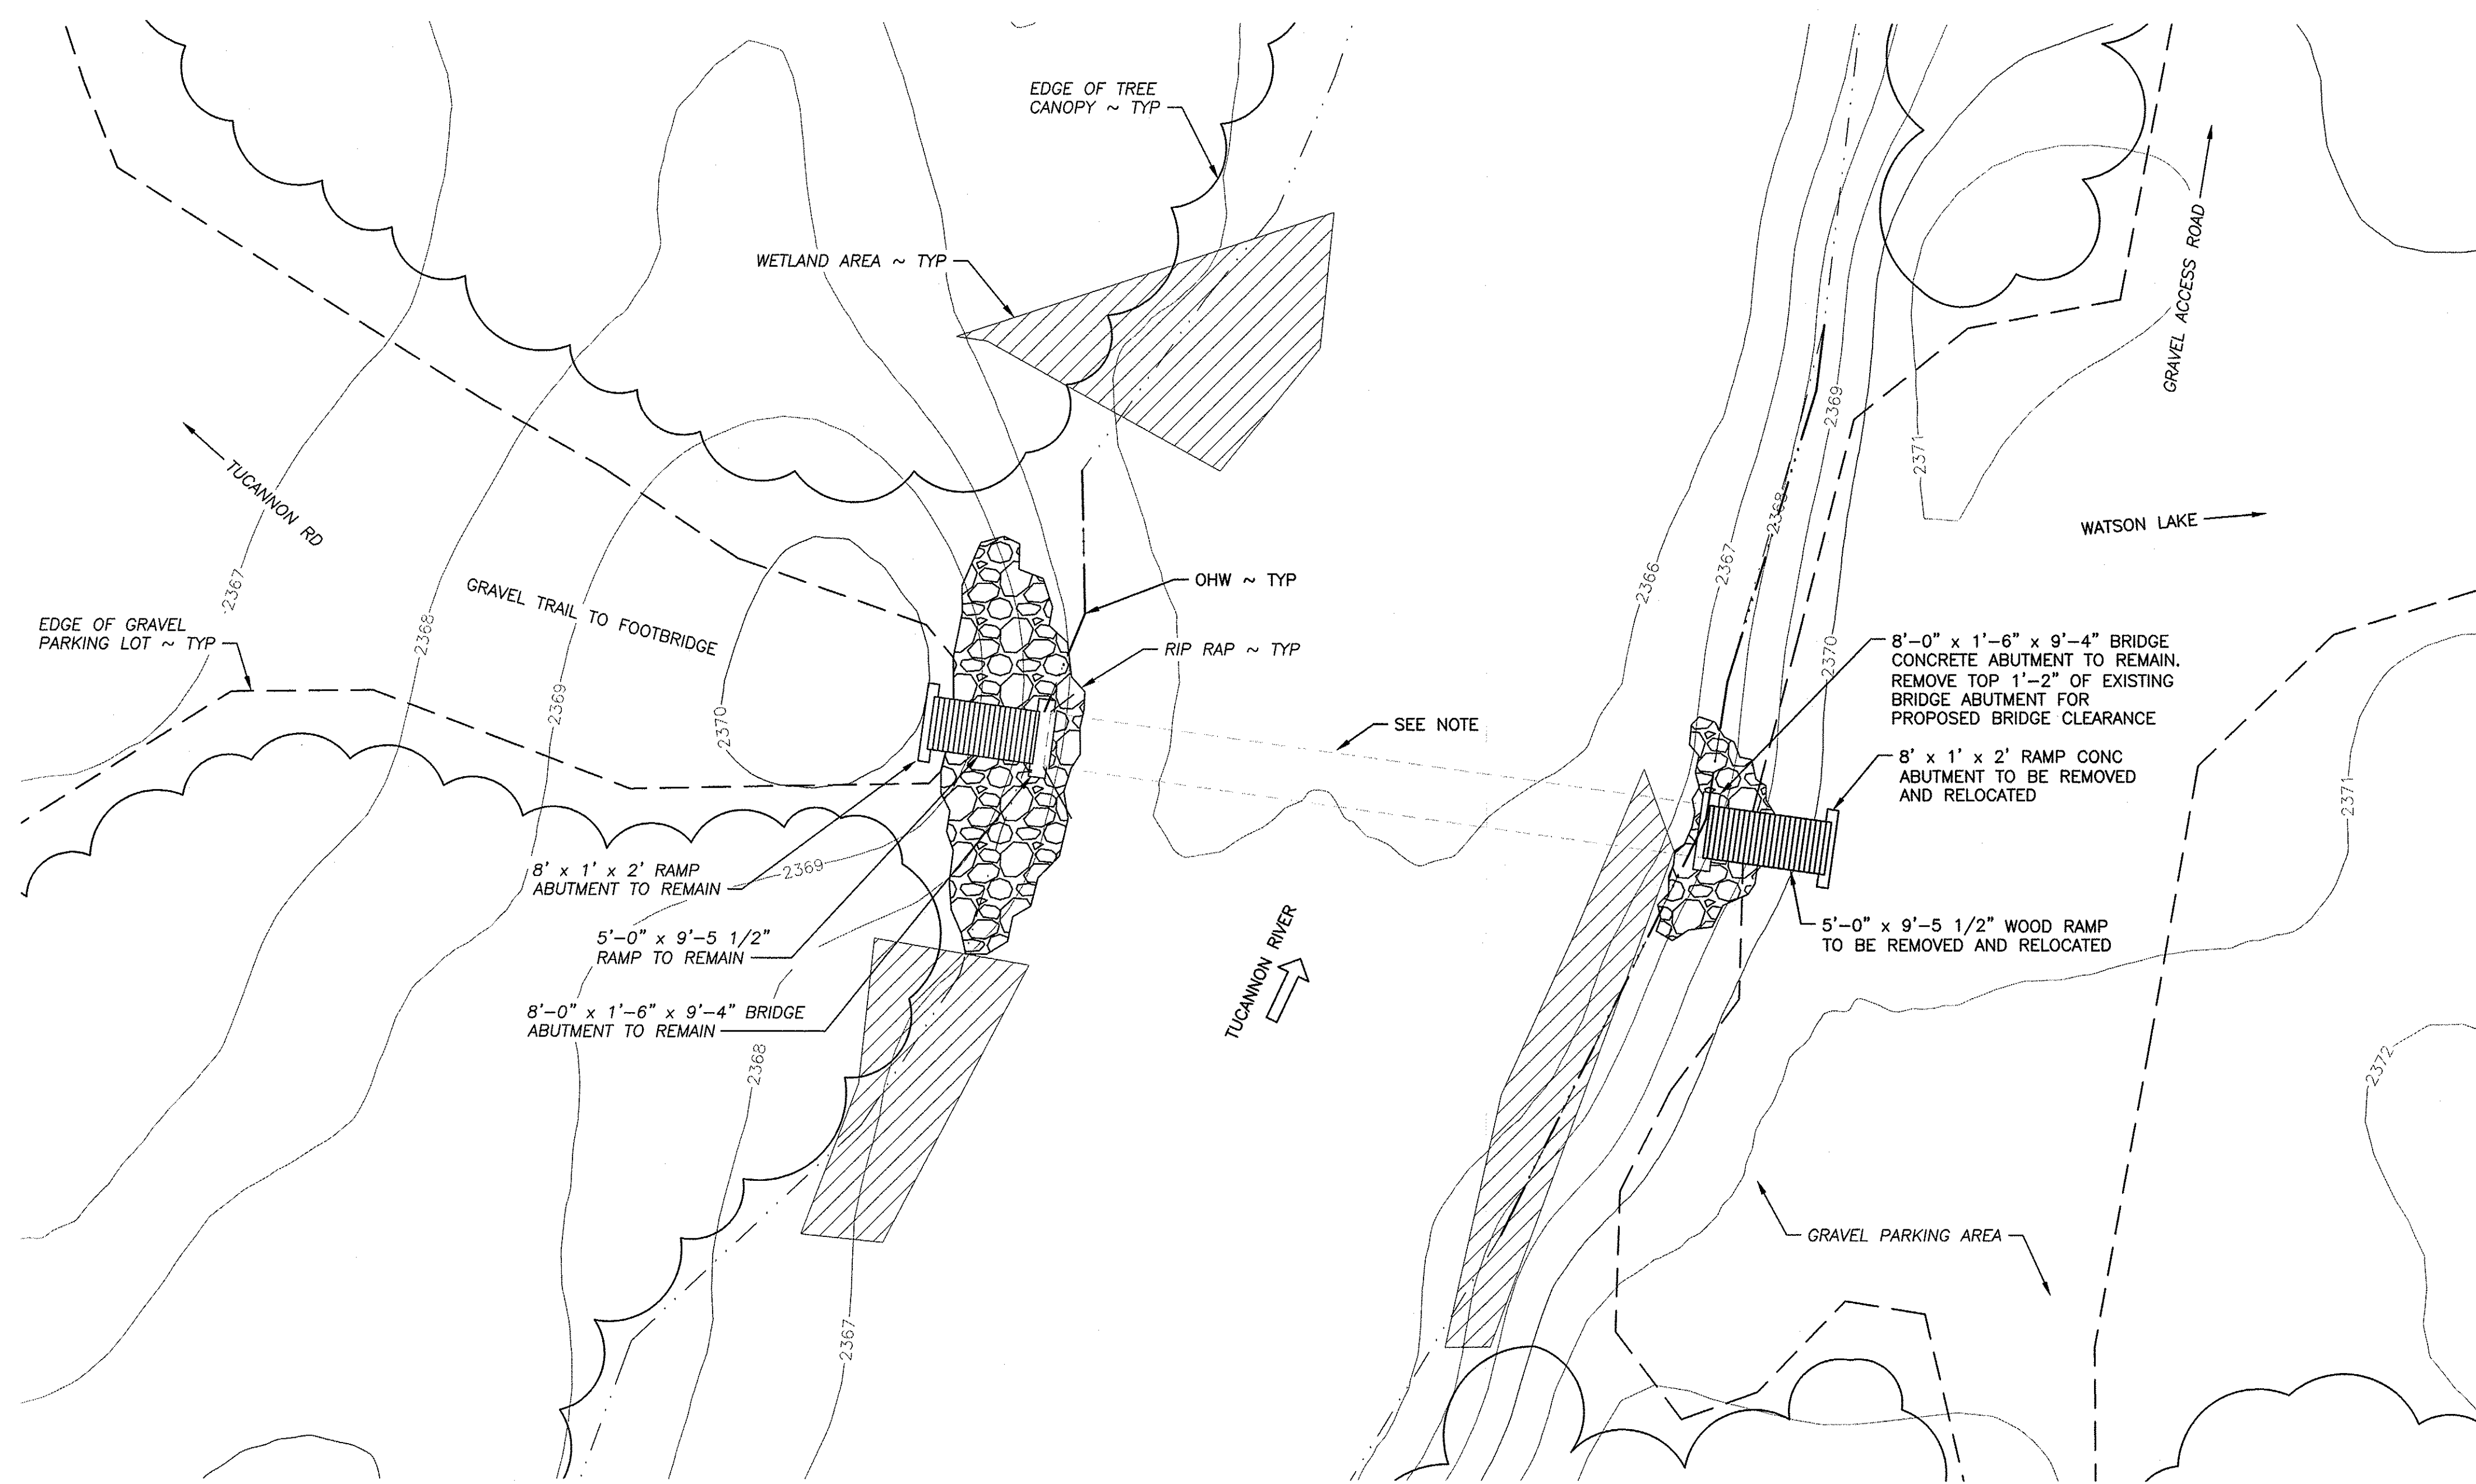 EDGE OF TREE
CANOPY ~ TYP
WETLAND AREA ~ TYP
GRAVEL ACCESS ROAD
2369
2371
TUCANNON RD
2368
WATSON LAKE
2367
GRAVEL TRAIL TO FOOTBRIDGE
OHW ~ TYP
2366
2367
EDGE OF GRAVEL
PARKING LOT ~ TYP
2368
RIP RAP ~ TYP
2370
8'-0" x 1'-6" x 9'-4" BRIDGE
CONCRETE ABUTMENT TO REMAIN.
REMOVE TOP 1'-2" OF EXISTING
BRIDGE ABUTMENT FOR
PROPOSED BRIDGE CLEARANCE
2369
2370
SEE NOTE
8' x 1' x 2' RAMP CONC
ABUTMENT TO BE REMOVED
AND RELOCATED
2371
8' x 1' x 2' RAMP
ABUTMENT TO REMAIN
2369
5'-0" x 9'-5 1/2"
RAMP TO REMAIN
TUCANNON RIVER
5'-0" x 9'-5 1/2" WOOD RAMP
TO BE REMOVED AND RELOCATED
8'-0" x 1'-6" x 9'-4" BRIDGE
ABUTMENT TO REMAIN
2368
2372
GRAVEL PARKING AREA
2367